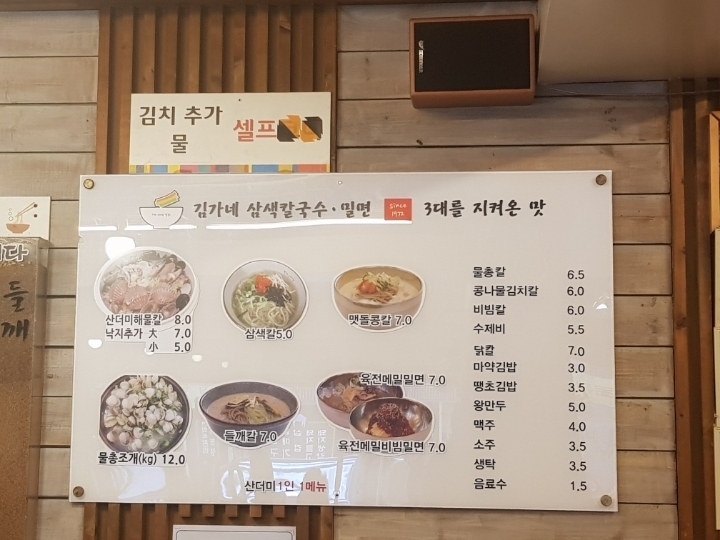 김치 추가
물
셀프
김가네 삼색칼국수·밀면
Since
1972
3대를 지켜온 맛
산더미해물칼 8.0
낙지추가 大 7.0
小 5.0
삼색칼5.0
맷돌콩칼 7.0
물총조개(kg) 12.0
들깨칼 7.0
육전메밀밀면 7.0
육전메밀비빔밀면 7.0
산더미1인 1메뉴
물총칼 6.5
콩나물김치칼 6.0
비빔칼 6.0
수제비 5.5
닭칼 7.0
마약김밥 3.0
땡초김밥 3.5
왕만두 5.0
맥주 4.0
소주 3.5
생탁 3.5
음료수 1.5
다
들
깨